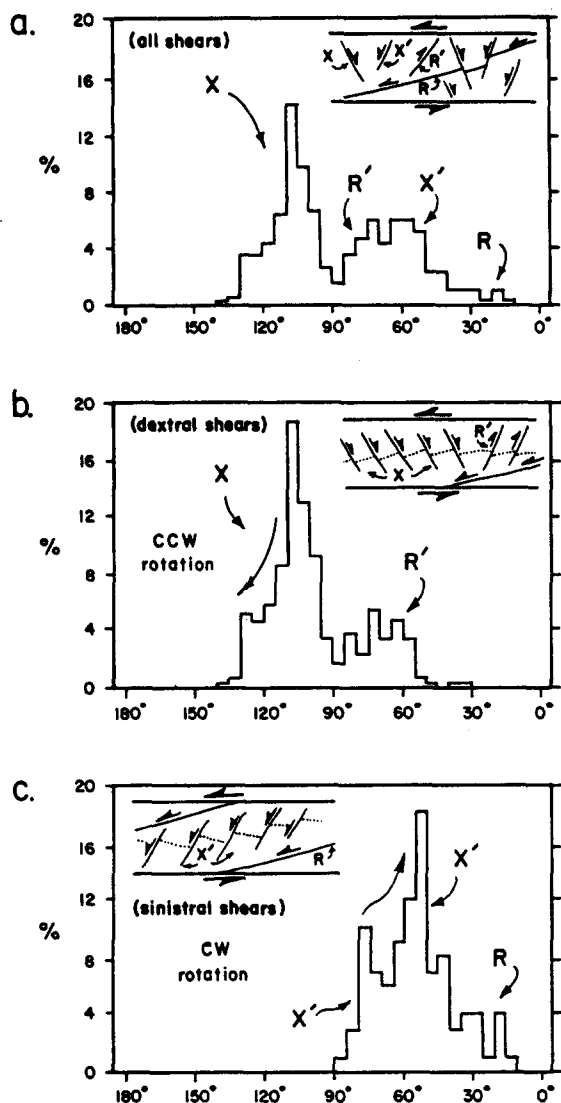 a.
(all shears)
X
X'
R'
R
X
R'
X'
R
%
20
16
12
8
4
0
180° 150° 120° 90° 60° 30° 0°
b.
(dextral shears)
R'
X
X
CCW
rotation
R'
%
20
16
12
8
4
0
180° 150° 120° 90° 60° 30° 0°
c.
X'
R
(sinistral shears)
CW
rotation
X'
X'
R
%
20
16
12
8
4
0
180° 150° 120° 90° 60° 30° 0°